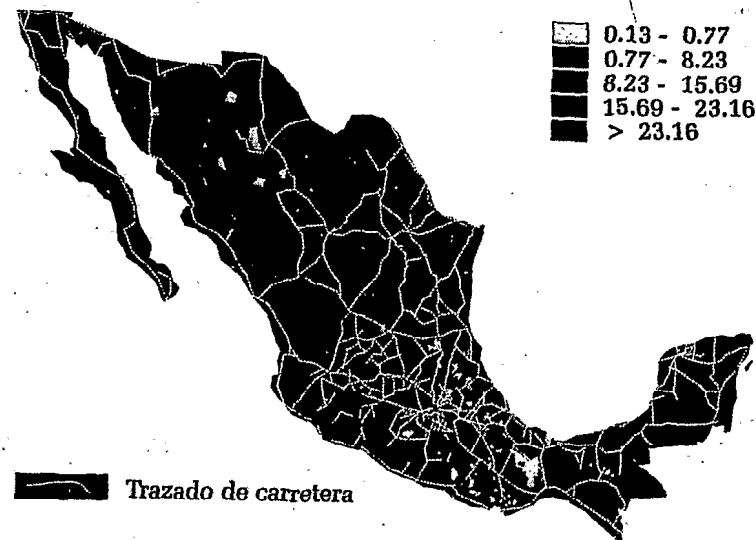 0.13 - 0.77
0.77 - 8.23
8.23 - 15.69
15.69 - 23.16
> 23.16
Trazado de carretera